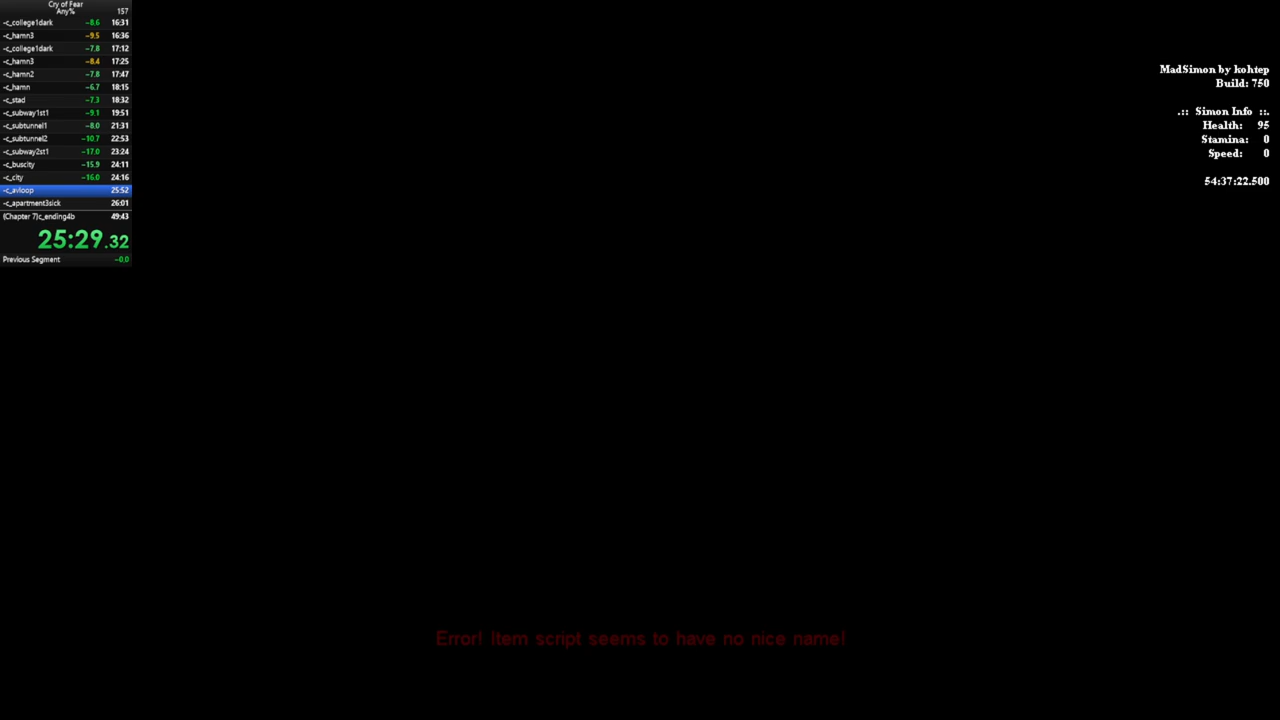 Cry of Fear
Any% 157
-c_college1dark −8.6 16:31
-c_hamn3 −9.5 16:36
-c_college1dark −7.8 17:12
-c_hamn3 −8.4 17:25
-c_hamn2 −7.8 17:47
-c_hamn −6.7 18:15
-c_stad −7.3 18:32
-c_subway1st1 −9.1 19:51
-c_subtunnel1 −8.0 21:31
-c_subtunnel2 −10.7 22:53
-c_subway2st1 −17.0 23:24
-c_buscity −15.9 24:11
-c_city −16.0 24:16
-c_avloop 25:52
-c_apartment3sick 26:01
(Chapter 7)c_ending4b 49:43
25:29.32
Previous Segment −0.0
MadSimon by kohtep
Build: 750
.:: Simon Info ::.
Health: 95
Stamina: 0
Speed: 0
54:37:22.500
Error! Item script seems to have no nice name!